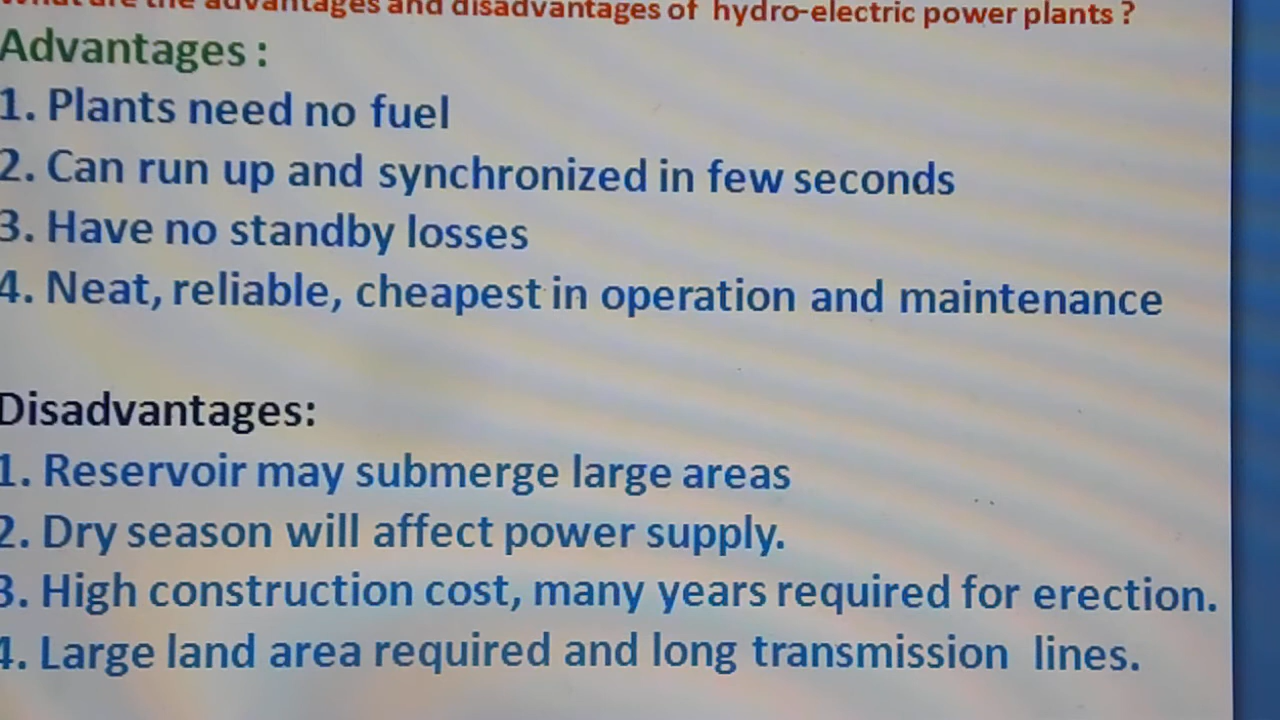 What are the advantages and disadvantages of hydro-electric power plants ?
Advantages :
1. Plants need no fuel
2. Can run up and synchronized in few seconds
3. Have no standby losses
4. Neat, reliable, cheapest in operation and maintenance
Disadvantages:
1. Reservoir may submerge large areas
2. Dry season will affect power supply.
3. High construction cost, many years required for erection.
4. Large land area required and long transmission lines.